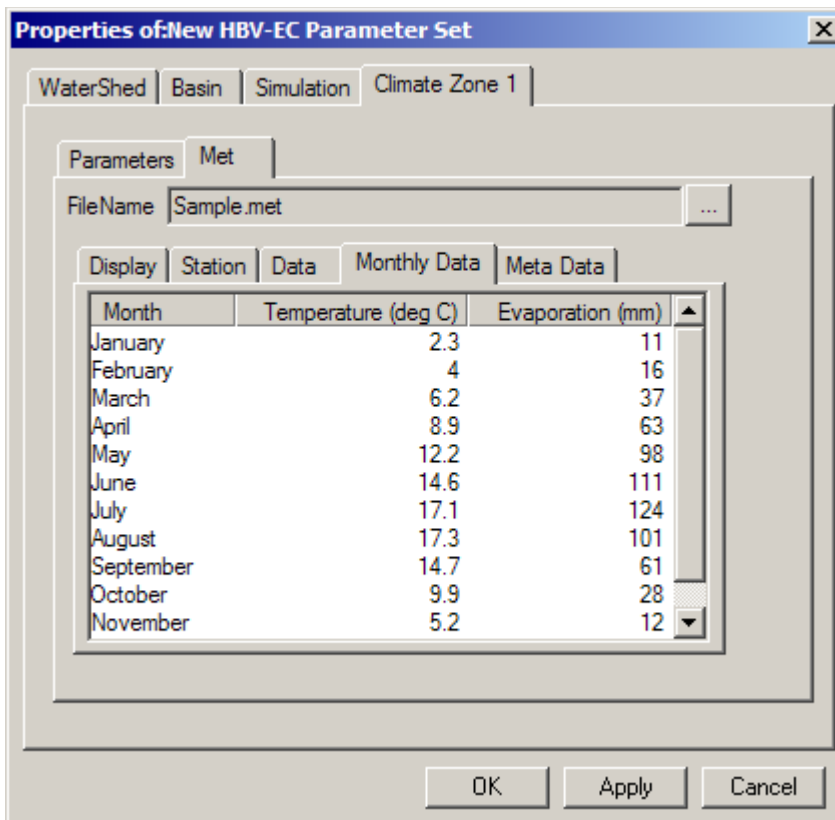 Properties of:New HBV-EC Parameter Set
WaterShed Basin Simulation Climate Zone 1
Parameters Met
FileName Sample.met ...
Display Station Data Monthly Data Meta Data
Month Temperature (deg C) Evaporation (mm)
January 2.3 11
February 4 16
March 6.2 37
April 8.9 63
May 12.2 98
June 14.6 111
July 17.1 124
August 17.3 101
September 14.7 61
October 9.9 28
November 5.2 12
OK Apply Cancel